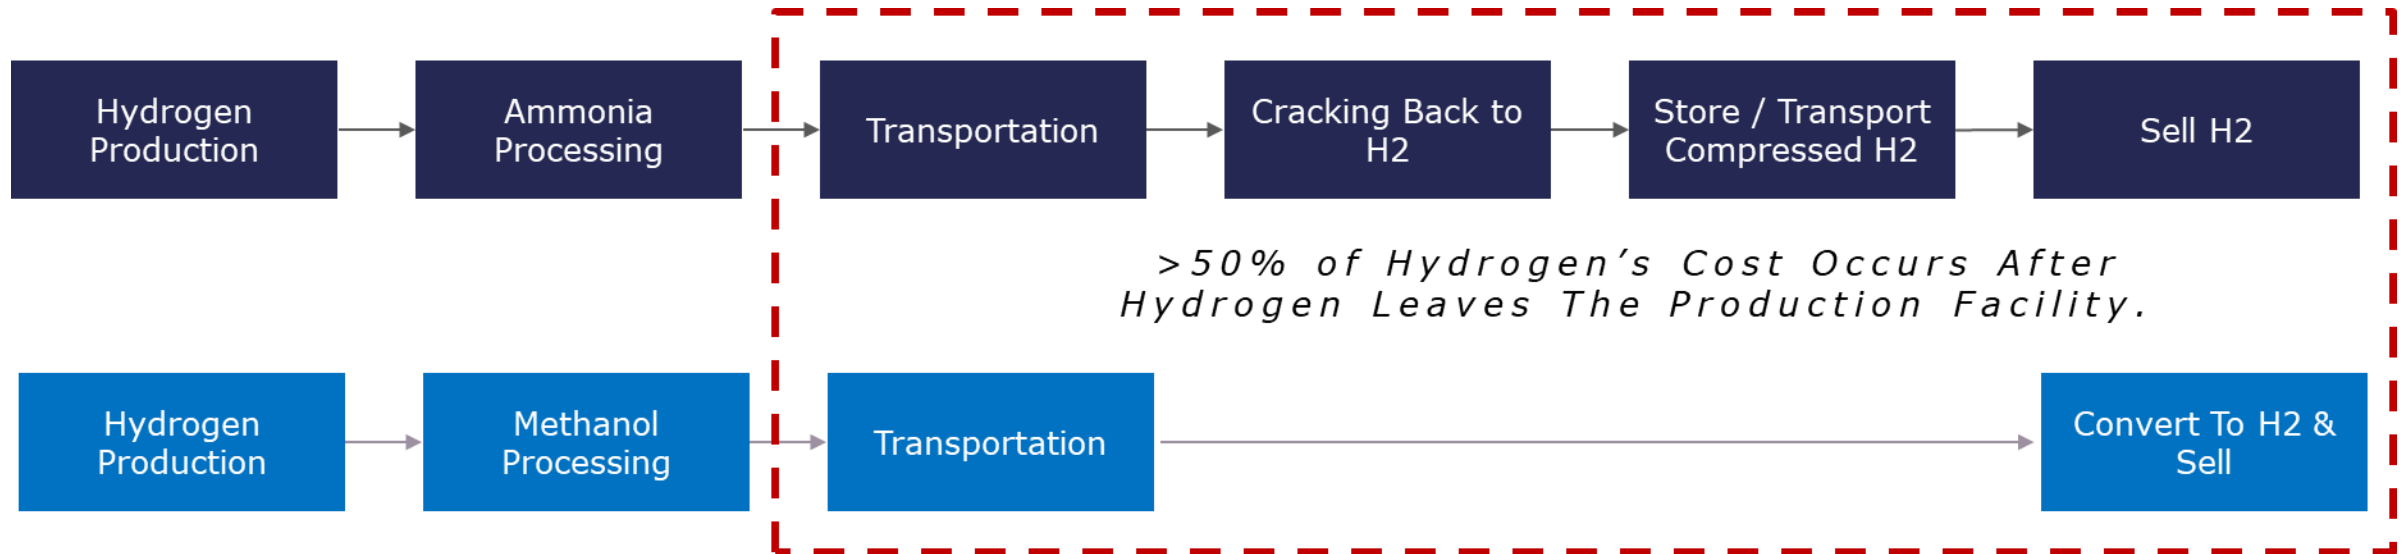 Hydrogen
Production
Ammonia
Processing
Transportation
Cracking Back to
H2
Store / Transport
Compressed H2
Sell H2
>50% of Hydrogen’s Cost Occurs After
Hydrogen Leaves The Production Facility.
Hydrogen
Production
Methanol
Processing
Transportation
Convert To H2 &
Sell